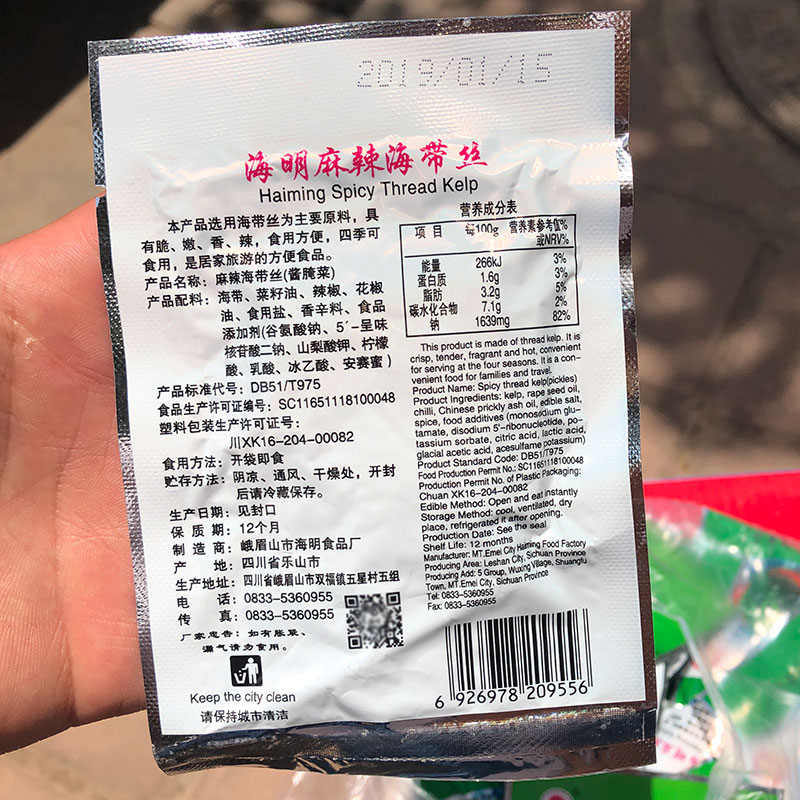 2019/01/15
海明麻辣海带丝
Haiming Spicy Thread Kelp
本产品选用海带丝为主要原料，具
有脆、嫩、香、辣，食用方便，四季可
食用，是居家旅游的方便食品。
产品名称：麻辣海带丝(酱腌菜)
产品配料：海带、菜籽油、辣椒、花椒
油、食用盐、香辛料、食品
添加剂(谷氨酸钠、5´-呈味
核苷酸二钠、山梨酸钾、柠檬
酸、乳酸、冰乙酸、安赛蜜）
产品标准代号：DB51/T975
食品生产许可证编号：SC11651118100048
塑料包装生产许可证号：
川XK16-204-00082
食用方法：开袋即食
贮存方法：阴凉、通风、干燥处，开封
后请冷藏保存。
生产日期：见封口
保 质 期：12个月
制 造 商：峨眉山市海明食品厂
产 地：四川省乐山市
生产地址：四川省峨眉山市双福镇五星村五组
电 话：0833-5360955
传 真：0833-5360955
厂家忠告：如有胀袋、
漏气请勿食用。
Keep the city clean
请保持城市清洁
营养成分表
项 目 每100g 营养素参考值%
或NRV%
能量 266kJ 3%
蛋白质 1.6g 3%
脂肪 3.2g 5%
碳水化合物 7.1g 2%
钠 1639mg 82%
This product is made of thread kelp. It is
crisp, tender, fragrant and hot, convenient
for serving at the four seasons. It is a con-
venient food for families and travel.
Product Name: Spicy thread kelp(pickles)
Product Ingredients: kelp, rape seed oil,
chilli, Chinese prickly ash oil, edible salt,
spice, food additives (monosodium glu-
tamate, disodium 5'-ribonucleotide, po-
tassium sorbate, citric acid, lactic acid,
glacial acetic acid, acesulfame potassium)
Product Standard Code: DB51/T975
Food Production Permit No.: SC11651118100048
Production Permit No. of Plastic Packaging:
Chuan XK16-204-00082
Edible Method: Open and eat instantly
Storage Method: cool, ventilated, dry
place, refrigerated it after opening.
Production Date: See the seal
Shelf Life: 12 months
Manufacturer: MT.Emei City Haiming Food Factory
Producing Area: Leshan City, Sichuan Province
Producing Add: 5 Group, Wuxing Village, Shuangfu
Town, MT.Emei City, Sichuan Province
Tel: 0833-5360955
Fax: 0833-5360955
6 926978 209556